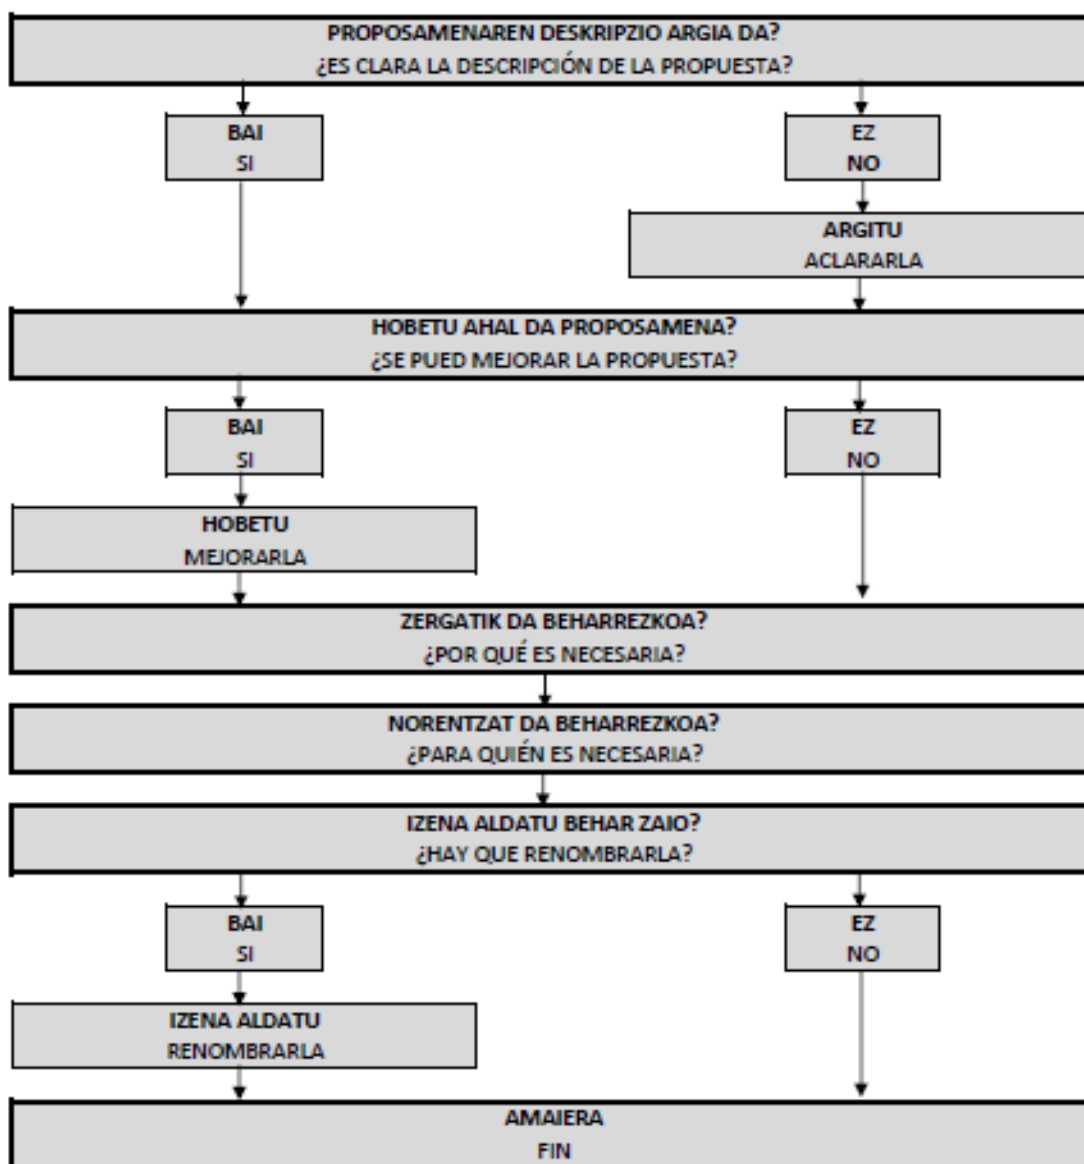 PROPOSAMENAREN DESKRIPZIO ARGIA DA?
¿ES CLARA LA DESCRIPCIÓN DE LA PROPUESTA?
BAI
SI
EZ
NO
ARGITU
ACLARARLA
HOBETU AHAL DA PROPOSAMENA?
¿SE PUED MEJORAR LA PROPUESTA?
BAI
SI
EZ
NO
HOBETU
MEJORARLA
ZERGATIK DA BEHARREZKOA?
¿POR QUÉ ES NECESARIA?
NORENTZAT DA BEHARREZKOA?
¿PARA QUIÉN ES NECESARIA?
IZENA ALDATU BEHAR ZAIO?
¿HAY QUE RENOMBRARLA?
BAI
SI
EZ
NO
IZENA ALDATU
RENOMBRARLA
AMAIERA
FIN